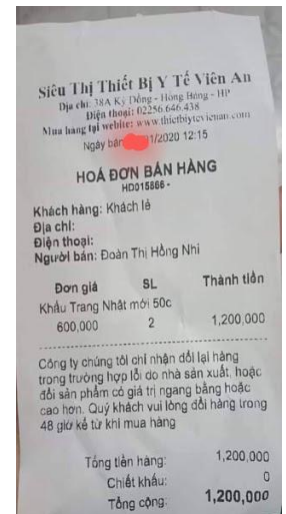 Siêu Thị Thiết Bị Y Tế Viên An
Địa chỉ: 38A Kỳ Đồng - Hồng Bàng - HP
Điện thoại: 02256.646.438
Mua hàng tại webite: www.thietbiytevienan.com
Ngày bán 1/2020 12:15
HOÁ ĐƠN BÁN HÀNG
HD015866 -
Khách hàng: Khách lẻ
Địa chỉ:
Điện thoại:
Người bán: Đoàn Thị Hồng Nhi
Đơn giá SL Thành tiền
Khẩu Trang Nhật mới 50c
600,000 2 1,200,000
Công ty chúng tôi chỉ nhận đổi lại hàng
trong trường hợp lỗi do nhà sản xuất, hoặc
đổi sản phẩm có giá trị ngang bằng hoặc
cao hơn. Quý khách vui lòng đổi hàng trong
48 giờ kể từ khi mua hàng
Tổng tiền hàng: 1,200,000
Chiết khấu: 0
Tổng cộng: 1,200,000